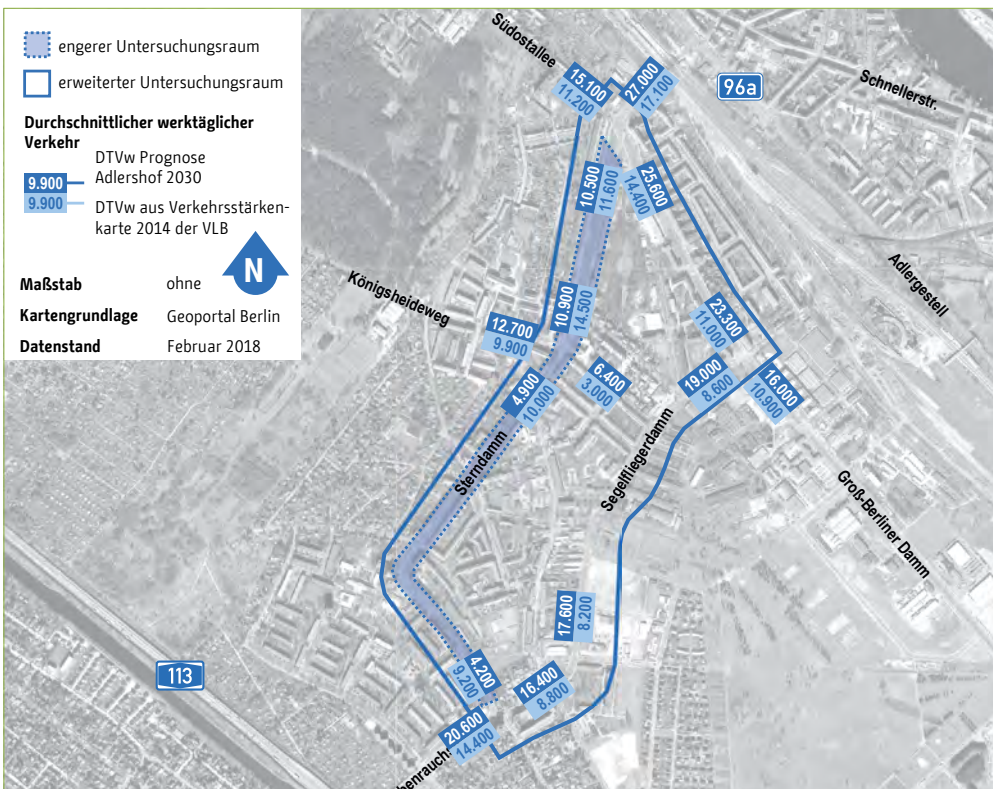 engerer Untersuchungsraum
erweiterter Untersuchungsraum
Durchschnittlicher werktäglicher
Verkehr
DTVw Prognose
9.900 Adlershof 2030
9.900 DTVw aus Verkehrsstärken-
karte 2014 der VLB
N
Maßstab ohne
Kartengrundlage Geoportal Berlin
Datenstand Februar 2018
Südostallee
15.100
11.200
27.000
17.100
96a
Schnellerstr.
10.500
11.600
25.600
14.400
Adlergestell
Königsheideweg
12.700
9.900
10.900
14.500
23.300
11.000
4.900
10.000
6.400
3.000
19.000
8.600
16.000
10.900
Sterndamm
Segelfliegerdamm
Groß-Berliner Damm
17.600
8.200
113
4.200
9.200
16.400
8.800
20.600
14.400
benrauch